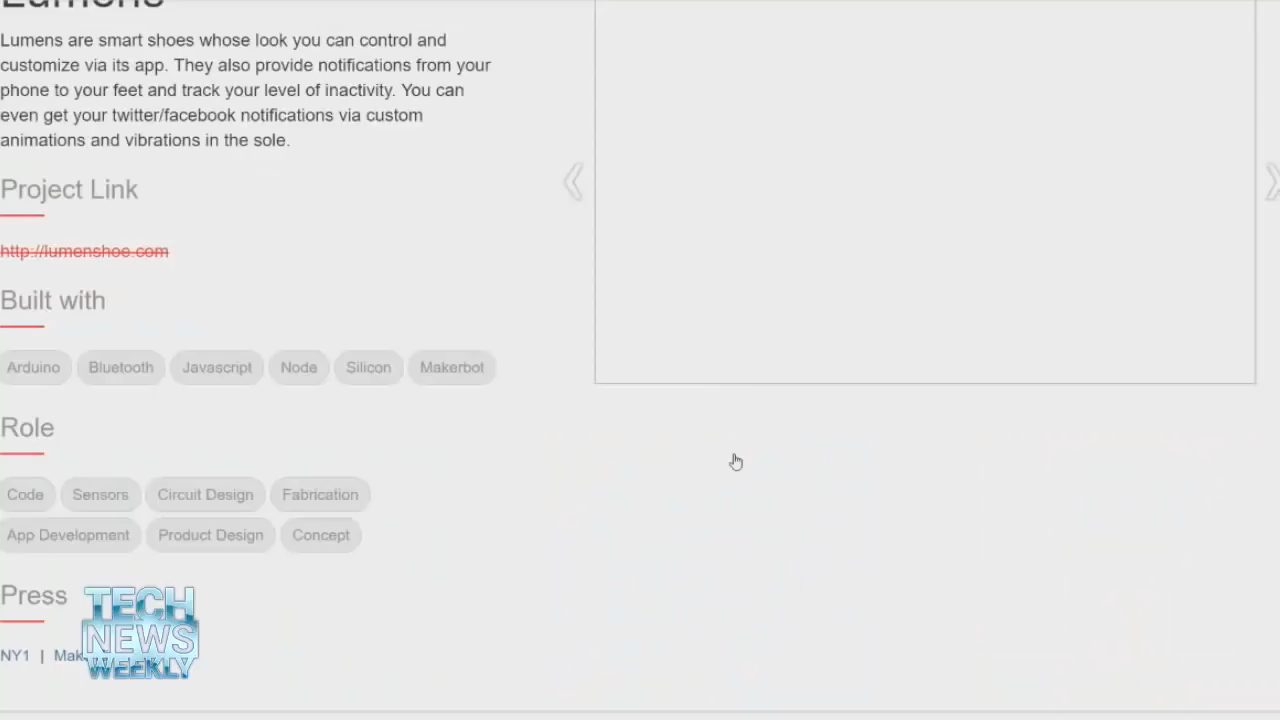 Lumens
Lumens are smart shoes whose look you can control and
customize via its app. They also provide notifications from your
phone to your feet and track your level of inactivity. You can
even get your twitter/facebook notifications via custom
animations and vibrations in the sole.
Project Link
http://lumenshoe.com
Built with
Arduino Bluetooth Javascript Node Silicon Makerbot
Role
Code Sensors Circuit Design Fabrication
App Development Product Design Concept
Press
NY1 |
TECH
NEWS
WEEKLY